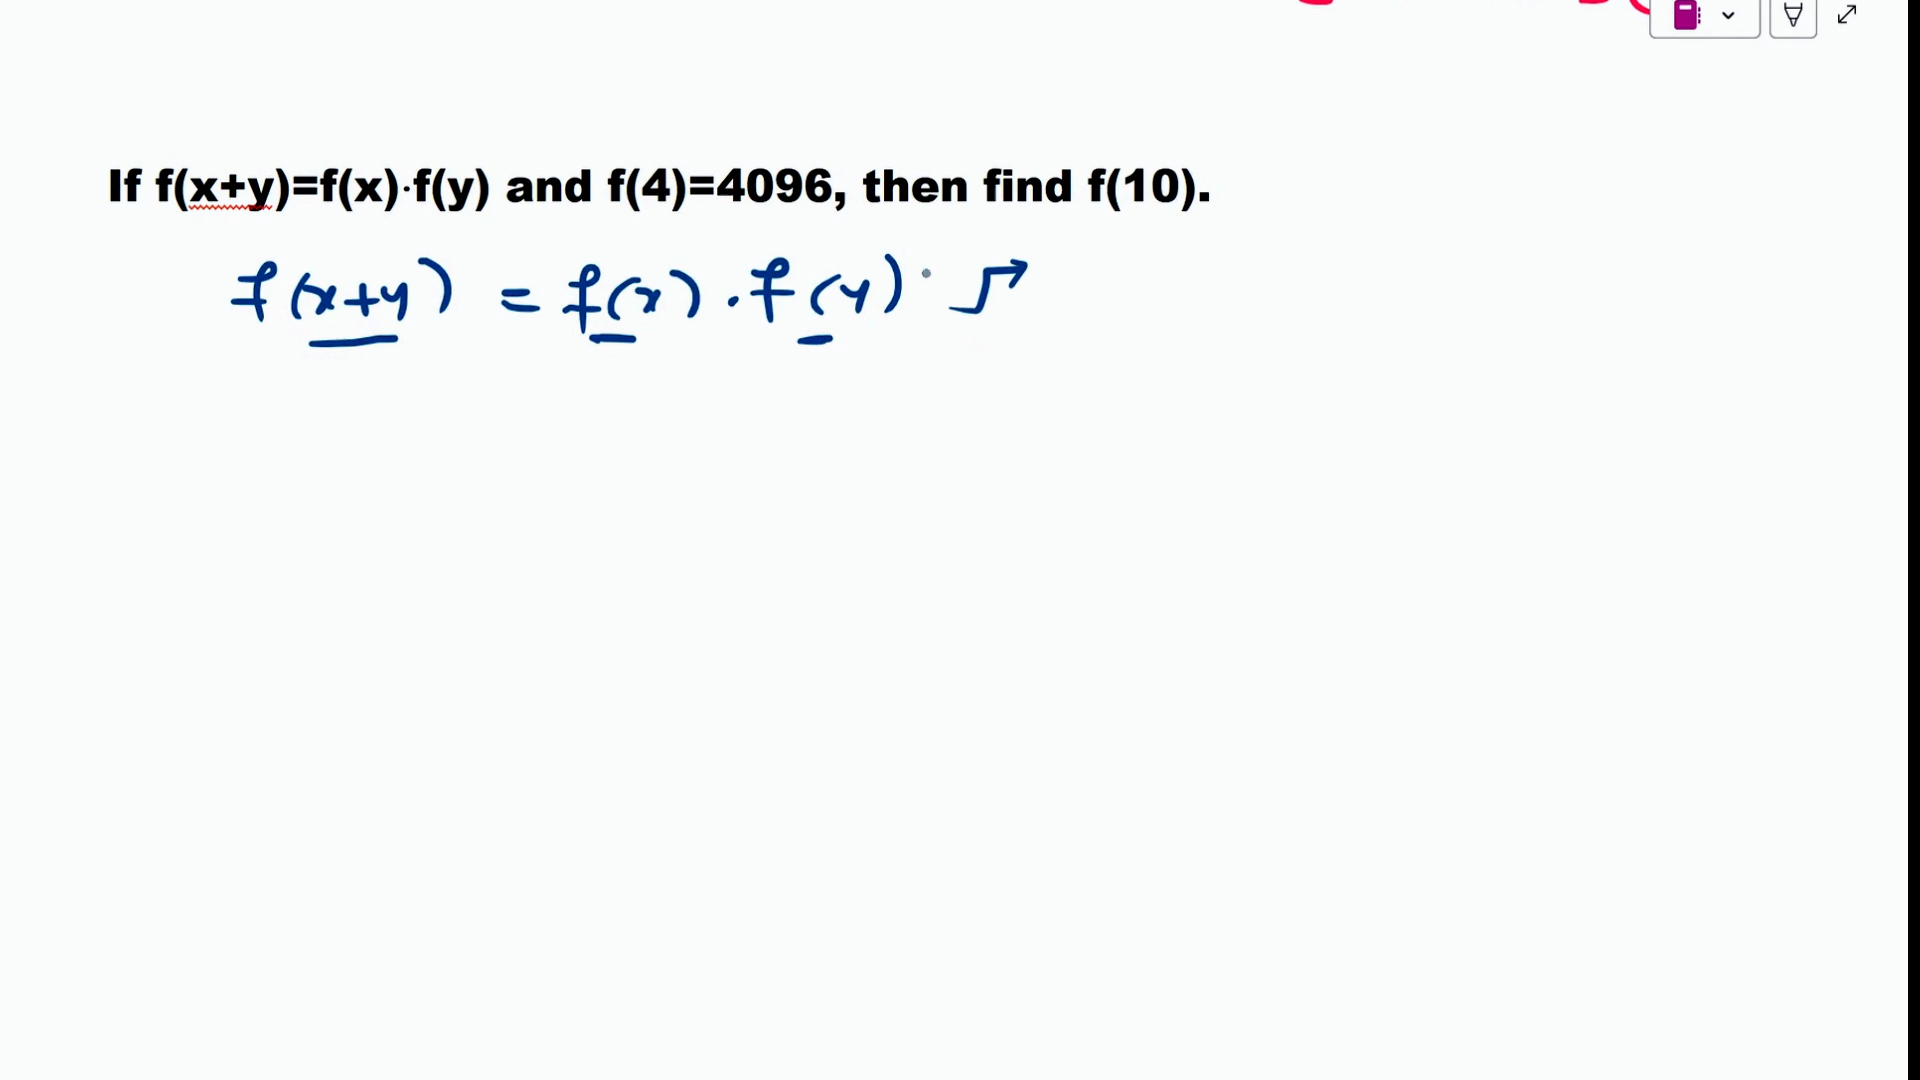 If f(x+y)=f(x)·f(y) and f(4)=4096, then find f(10).
f(x+y) = f(x) . f(y)